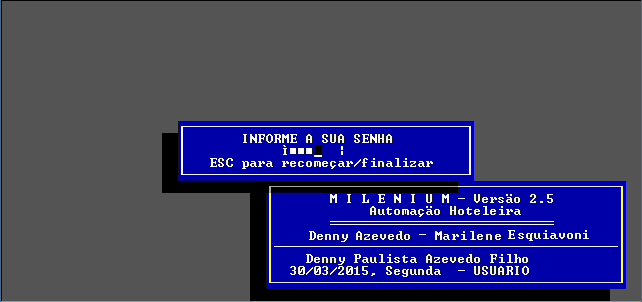 INFORME A SUA SENHA
ESC para recomeçar/finalizar
M I L E N I U M - Versão 2.5
Automação Hoteleira
Denny Azevedo - Marilene Esquiavoni
Denny Paulista Azevedo Filho
30/03/2015, Segunda - USUARIO